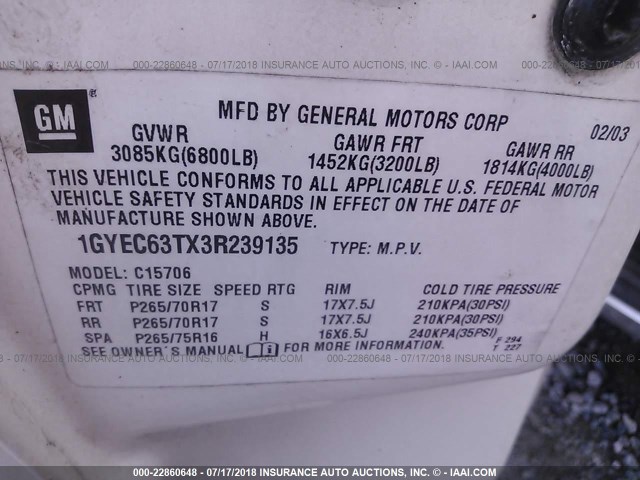 000-22860648 - 07/17/2018 INSURANCE AUTO AUCTIONS, INC. - © IAAI.COM
GM®
MFD BY GENERAL MOTORS CORP 02/03
GVWR GAWR FRT GAWR RR
3085KG(6800LB) 1452KG(3200LB) 1814KG(4000LB)
THIS VEHICLE CONFORMS TO ALL APPLICABLE U.S. FEDERAL MOTOR
VEHICLE SAFETY STANDARDS IN EFFECT ON THE DATE OF
MANUFACTURE SHOWN ABOVE.
1GYEC63TX3R239135 TYPE: M.P.V.
MODEL: C15706
CPMG TIRE SIZE SPEED RTG RIM COLD TIRE PRESSURE
FRT P265/70R17 S 17X7.5J 210KPA(30PSI)
RR P265/70R17 S 17X7.5J 210KPA(30PSI)
SPA P265/75R16 H 16X6.5J 240KPA(35PSI)
SEE OWNER'S MANUAL FOR MORE INFORMATION.
F 294
T 227
000-22860648 - 07/17/2018 INSURANCE AUTO AUCTIONS, INC. - © IAAI.COM